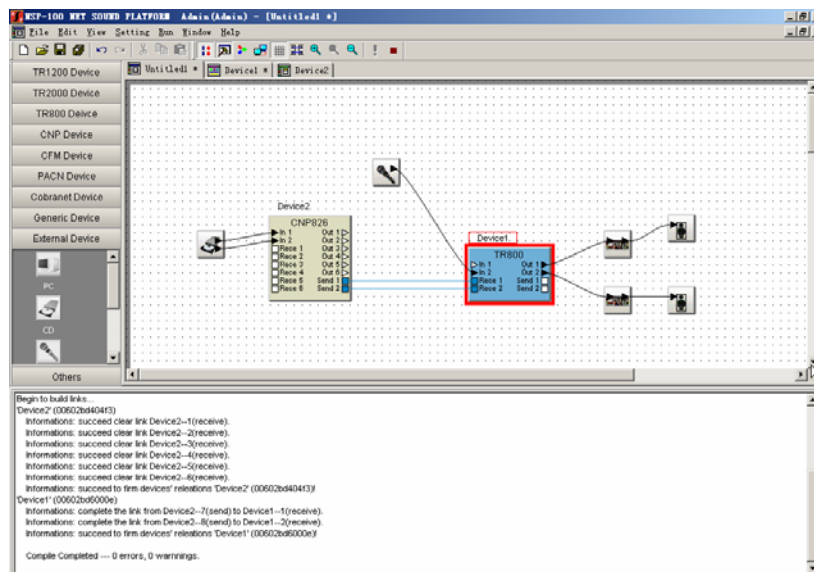 NSP-100 NET SOUND PLATFORM Admin(Admin) - [Untitled1 *]
File Edit View Setting Run Window Help
TR1200 Device
TR2000 Device
TR800 Deivce
CNP Device
CFM Device
PACN Device
Cobranet Device
Generic Device
External Device
PC
CD
Others
Untitled1 * Device1 * Device2
Device2
CNP826
In 1 Out 1
In 2 Out 2
Rece 1 Out 3
Rece 2 Out 4
Rece 3 Out 5
Rece 4 Out 6
Rece 5 Send 1
Rece 6 Send 2
Device1
TR800
In 1 Out 1
In 2 Out 2
Rece 1 Send 1
Rece 2 Send 2
Begin to build links...
'Device2' (00602bd404f3)
Informations: succeed clear link Device2--1(receive).
Informations: succeed clear link Device2--2(receive).
Informations: succeed clear link Device2--3(receive).
Informations: succeed clear link Device2--4(receive).
Informations: succeed clear link Device2--5(receive).
Informations: succeed clear link Device2--6(receive).
Informations: succeed to firm devices' releations 'Device2' (00602bd404f3)!
'Device1' (00602bd6000e)
Informations: complete the link from Device2--7(send) to Device1--1(receive).
Informations: complete the link from Device2--8(send) to Device1--2(receive).
Informations: succeed to firm devices' releations 'Device1' (00602bd6000e)!
Compile Completed --- 0 errors, 0 warnnings.